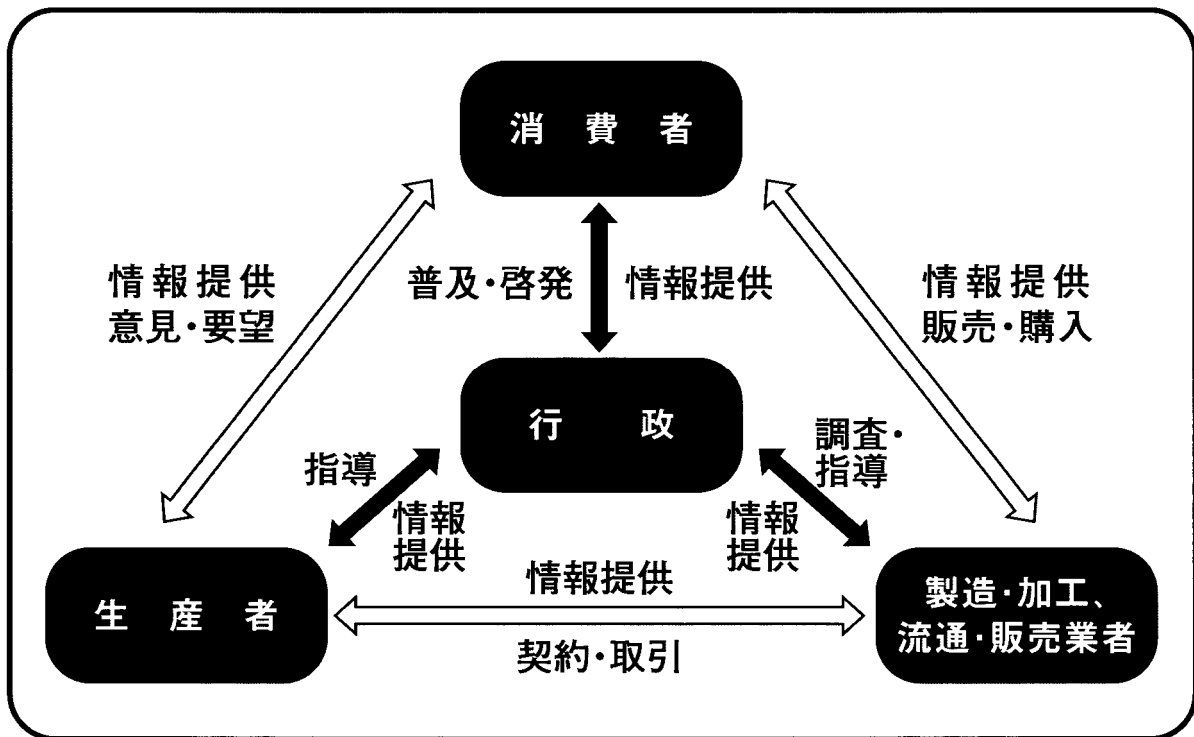 消費者
情報提供
意見・要望
普及・啓発
情報提供
情報提供
販売・購入
行政
指導
情報
提供
調査・
指導
情報
提供
生産者
情報提供
契約・取引
製造・加工、
流通・販売業者